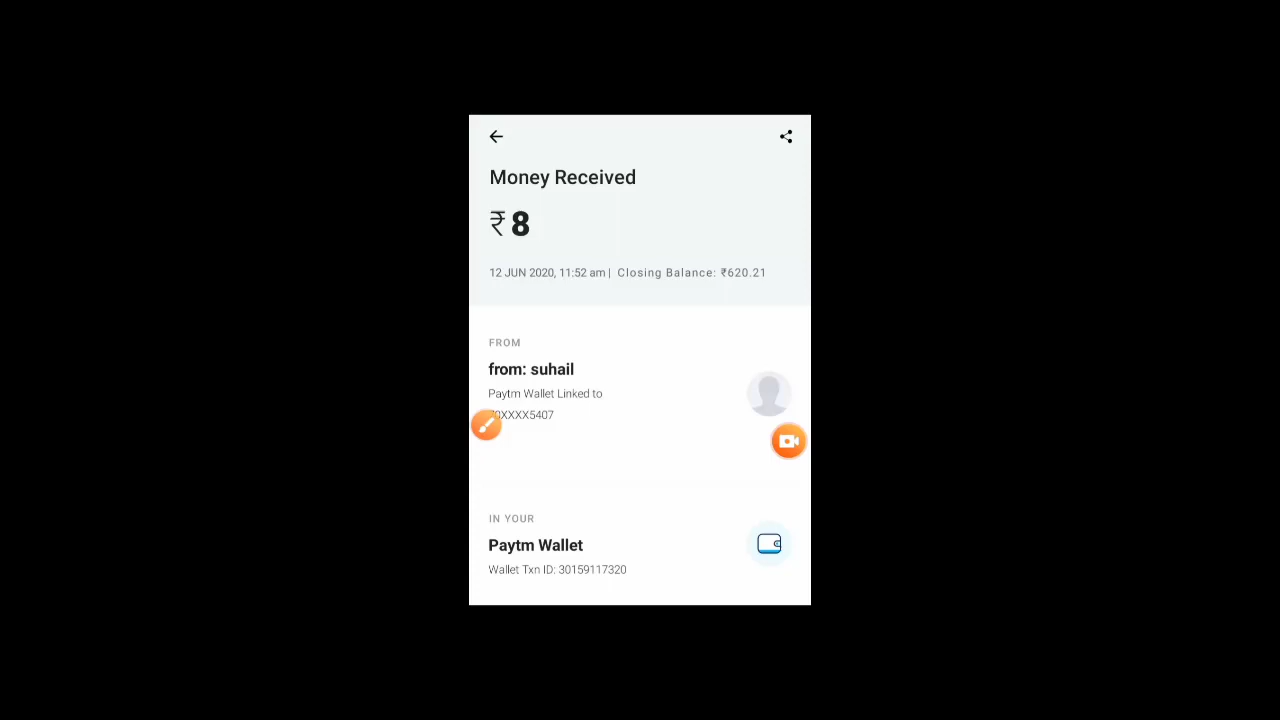 Money Received
₹8
12 JUN 2020, 11:52 am | Closing Balance: ₹620.21
FROM
from: suhail
Paytm Wallet Linked to
0XXXX5407
IN YOUR
Paytm Wallet
Wallet Txn ID: 30159117320